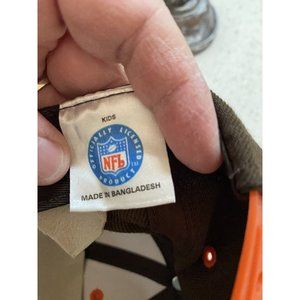 KIDS
OFFICIALLY LICENSED
NFL
PRODUCT
MADE IN BANGLADESH